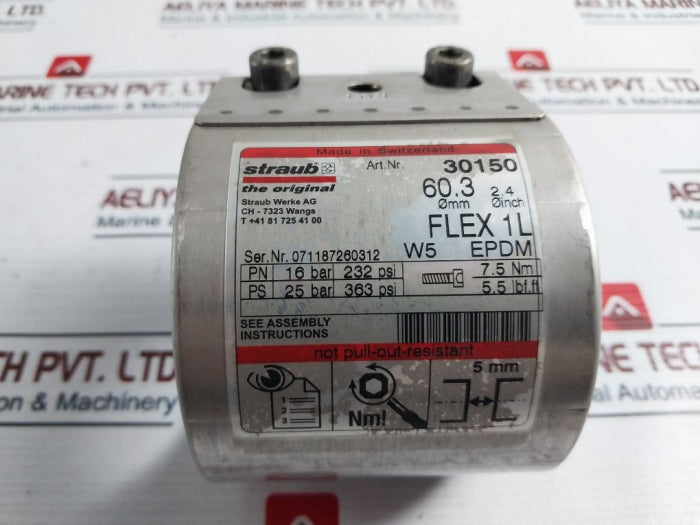 Made in Switzerland
straub
the original
Art.Nr. 30150
60.3 2.4
Ømm Øinch
Straub Werke AG
CH - 7323 Wangs
T +41 81 725 41 00
FLEX 1L
Ser.Nr. 071187260312 W5 EPDM
PN 16 bar 232 psi 7.5 Nm
PS 25 bar 363 psi 5.5 lbf.ft
SEE ASSEMBLY
INSTRUCTIONS
not pull-out-resistant
1
2
3
Nm!
5 mm
AELIYA MARINE TECH PVT. LTD
Marine & Industrial Automation & Machinery